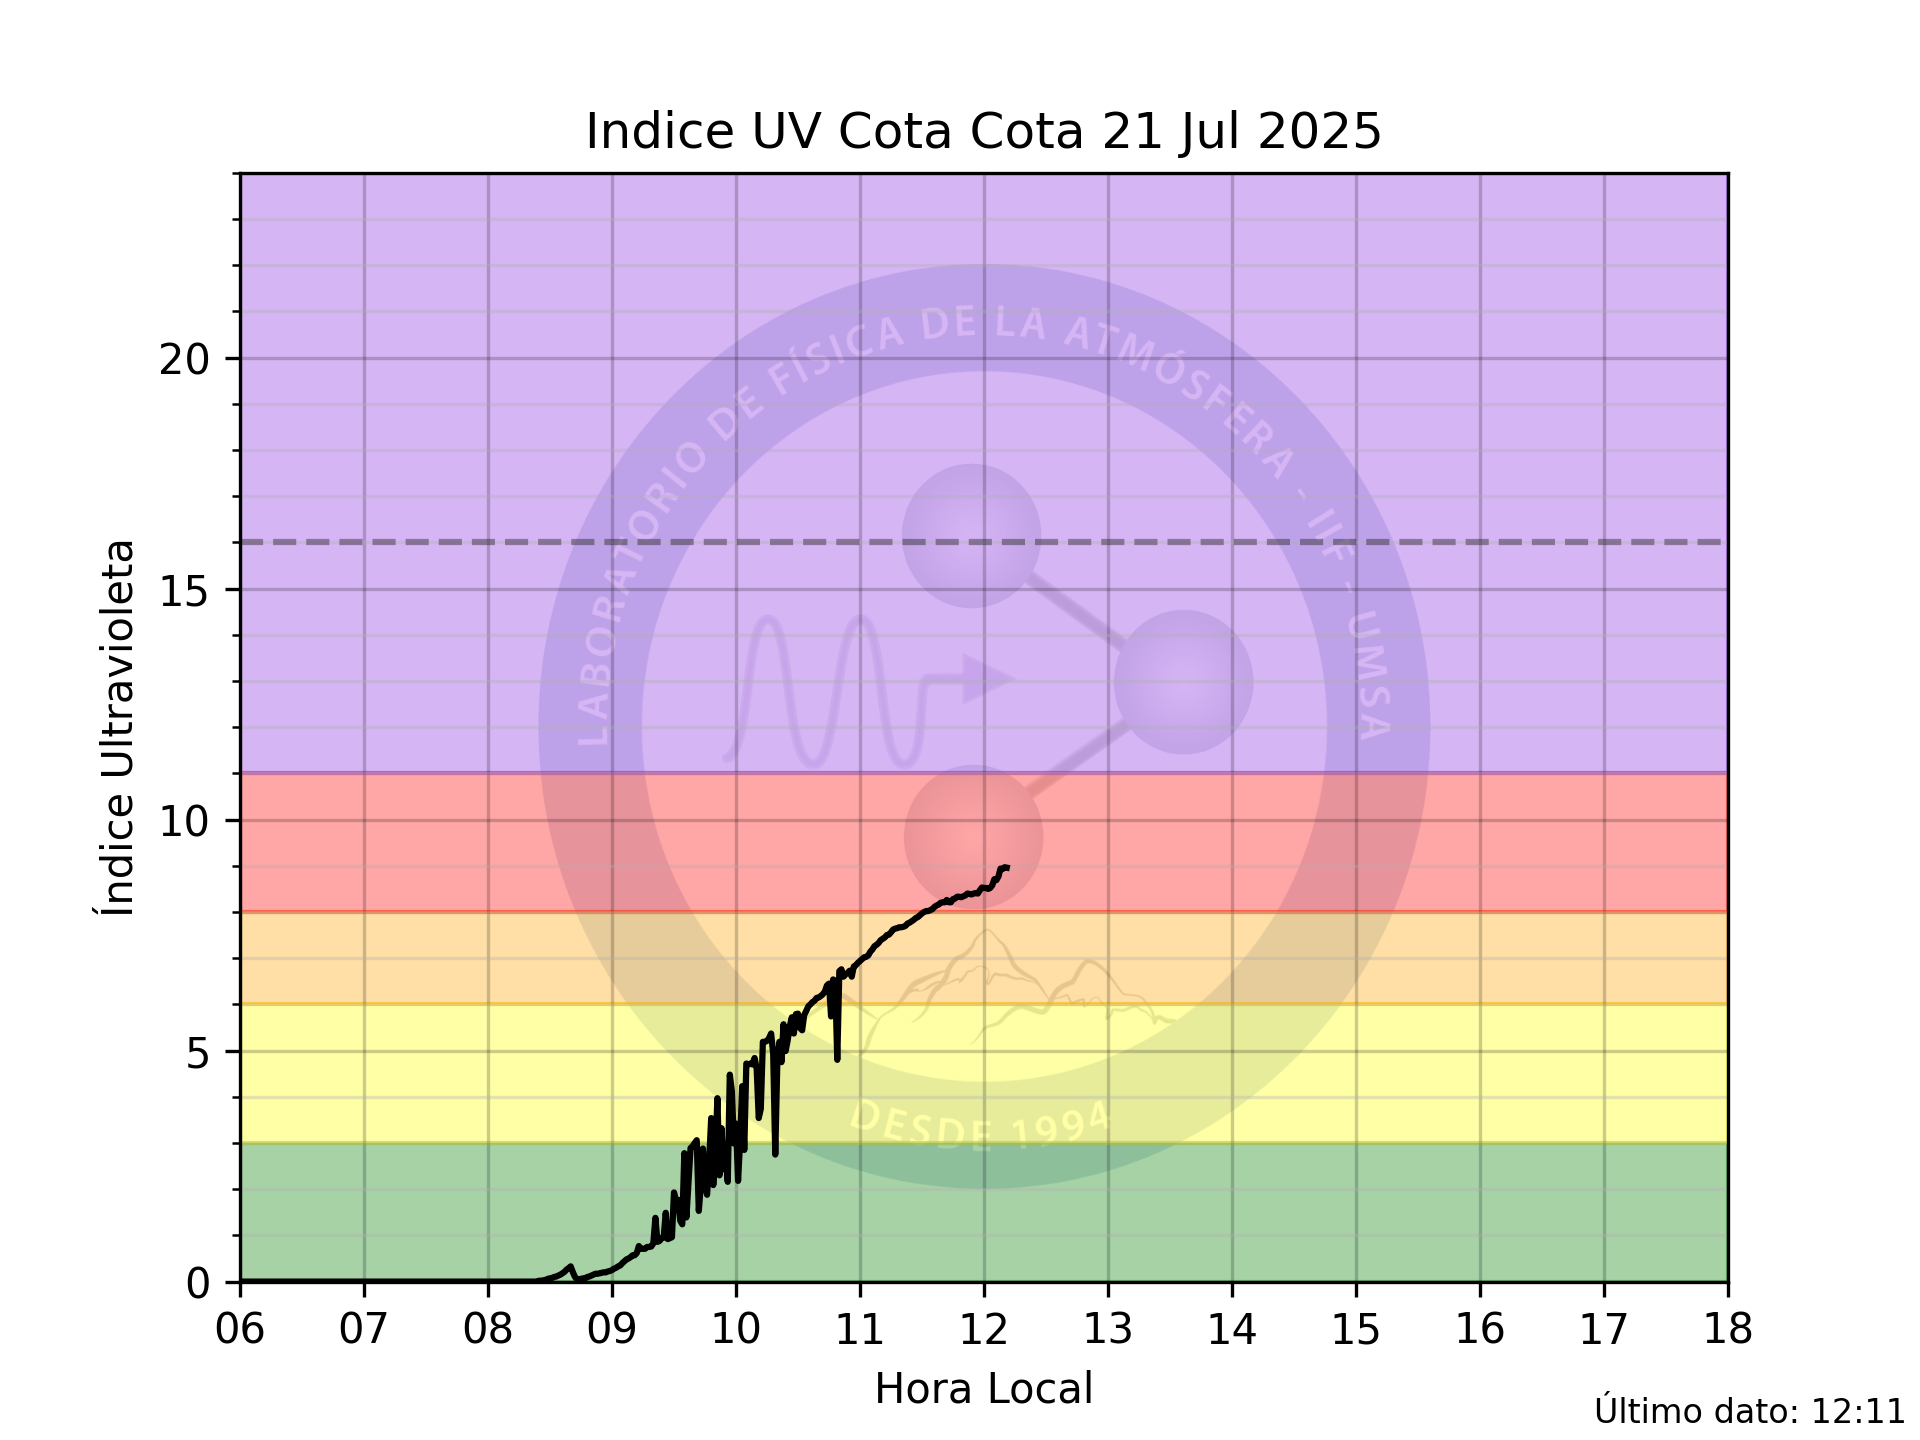 Indice UV Cota Cota 21 Jul 2025
LABORATORIO DE FÍSICA DE LA ATMÓSFERA - IIF - UMSA
20
15
10
5
0
Índice Ultravioleta
DESDE 1994
06 07 08 09 10 11 12 13 14 15 16 17 18
Hora Local
Último dato: 12:11